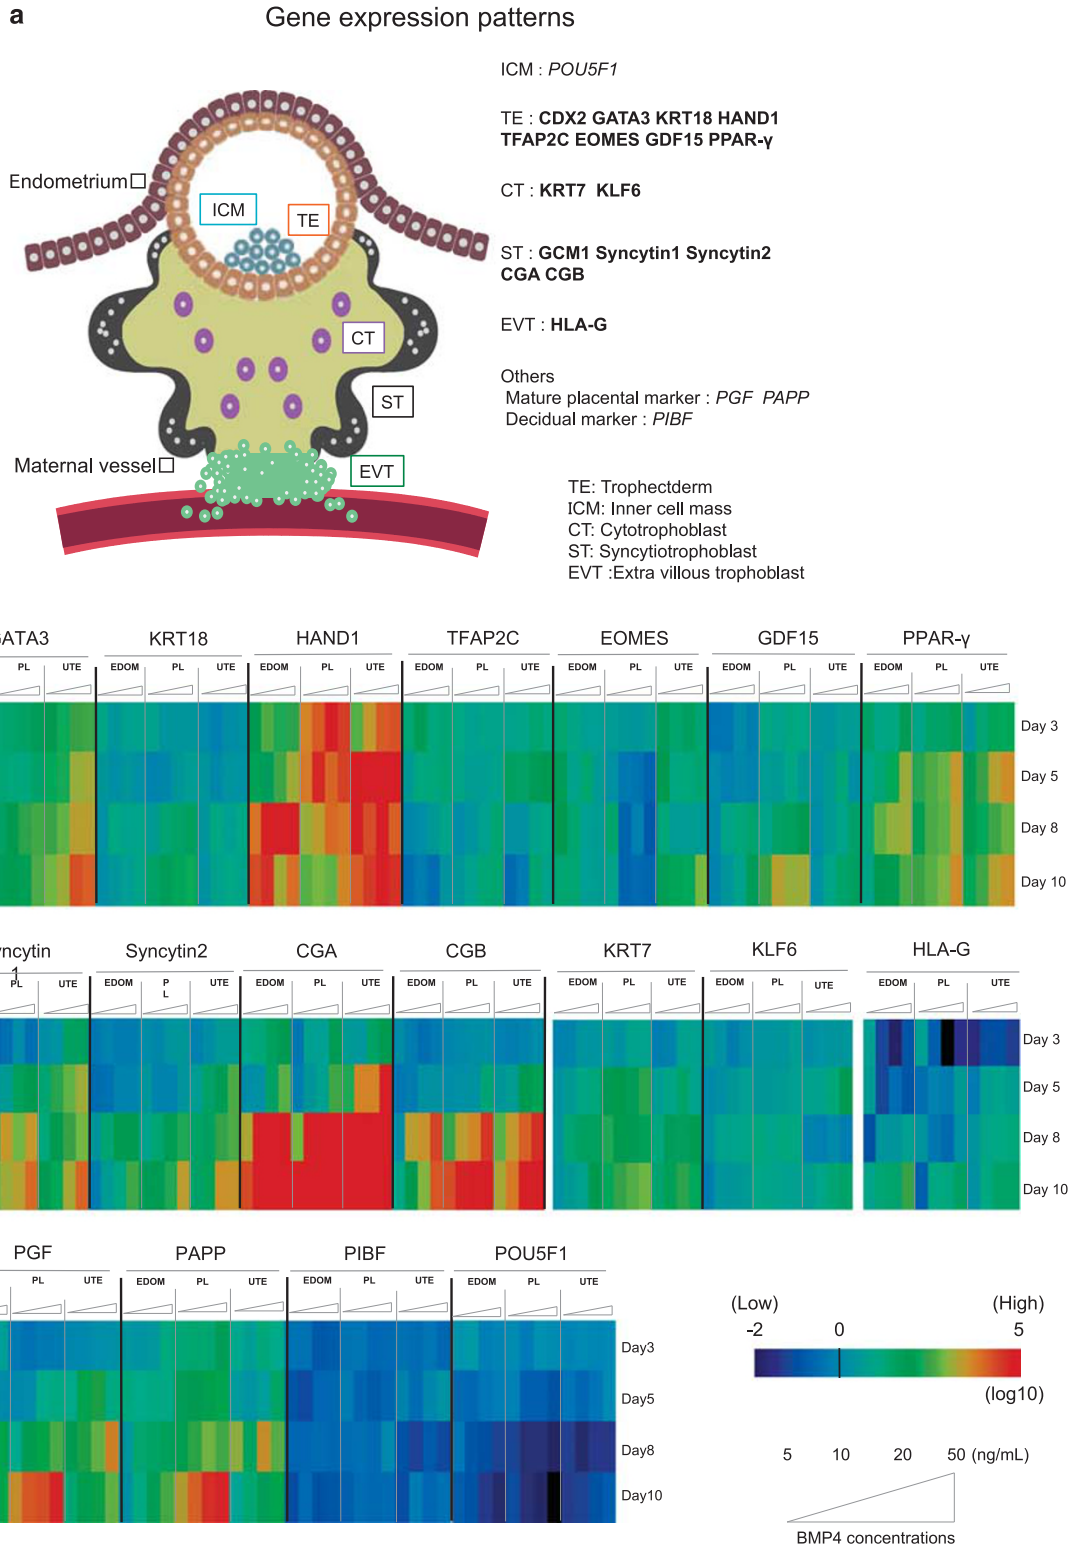 a
Gene expression patterns
ICM : POU5F1
TE : CDX2 GATA3 KRT18 HAND1
TFAP2C EOMES GDF15 PPAR-γ
Endometrium
CT : KRT7 KLF6
ICM
TE
ST : GCM1 Syncytin1 Syncytin2
CGA CGB
EVT : HLA-G
CT
Others
Mature placental marker : PGF PAPP
Decidual marker : PIBF
ST
Maternal vessel
EVT
TE: Trophectderm
ICM: Inner cell mass
CT: Cytotrophoblast
ST: Syncytiotrophoblast
EVT :Extra villous trophoblast
ATA3 KRT18 HAND1 TFAP2C EOMES GDF15 PPAR-γ
PL UTE EDOM PL UTE EDOM PL UTE EDOM PL UTE EDOM PL UTE EDOM PL UTE EDOM PL UTE
Day 3
Day 5
Day 8
Day 10
ncytin Syncytin2 CGA CGB KRT7 KLF6 HLA-G
1
PL UTE EDOM P UTE EDOM PL UTE EDOM PL UTE EDOM PL UTE EDOM PL UTE EDOM PL UTE
L
Day 3
Day 5
Day 8
Day 10
PGF PAPP PIBF POU5F1
PL UTE EDOM PL UTE EDOM PL UTE EDOM PL UTE
Day3
Day5
Day8
Day10
(Low) (High)
-2 0 5
(log10)
5 10 20 50 (ng/mL)
BMP4 concentrations